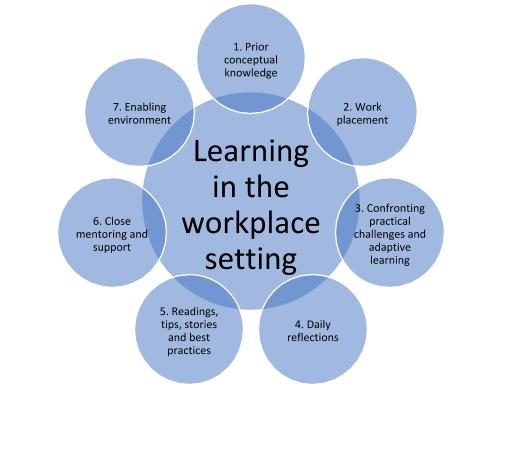 1. Prior
conceptual
knowledge
2. Work
placement
3. Confronting
practical
challenges and
adaptive
learning
4. Daily
reflections
5. Readings,
tips, stories
and best
practices
6. Close
mentoring and
support
7. Enabling
environment
Learning
in the
workplace
setting